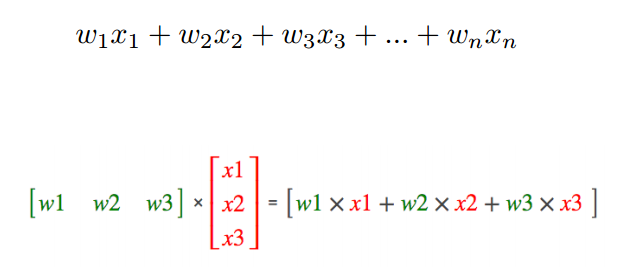 w₁x₁ + w₂x₂ + w₃x₃ + ... + wₙxₙ
[w1 w2 w3] × [x1 x2 x3] = [w1 × x1 + w2 × x2 + w3 × x3 ]